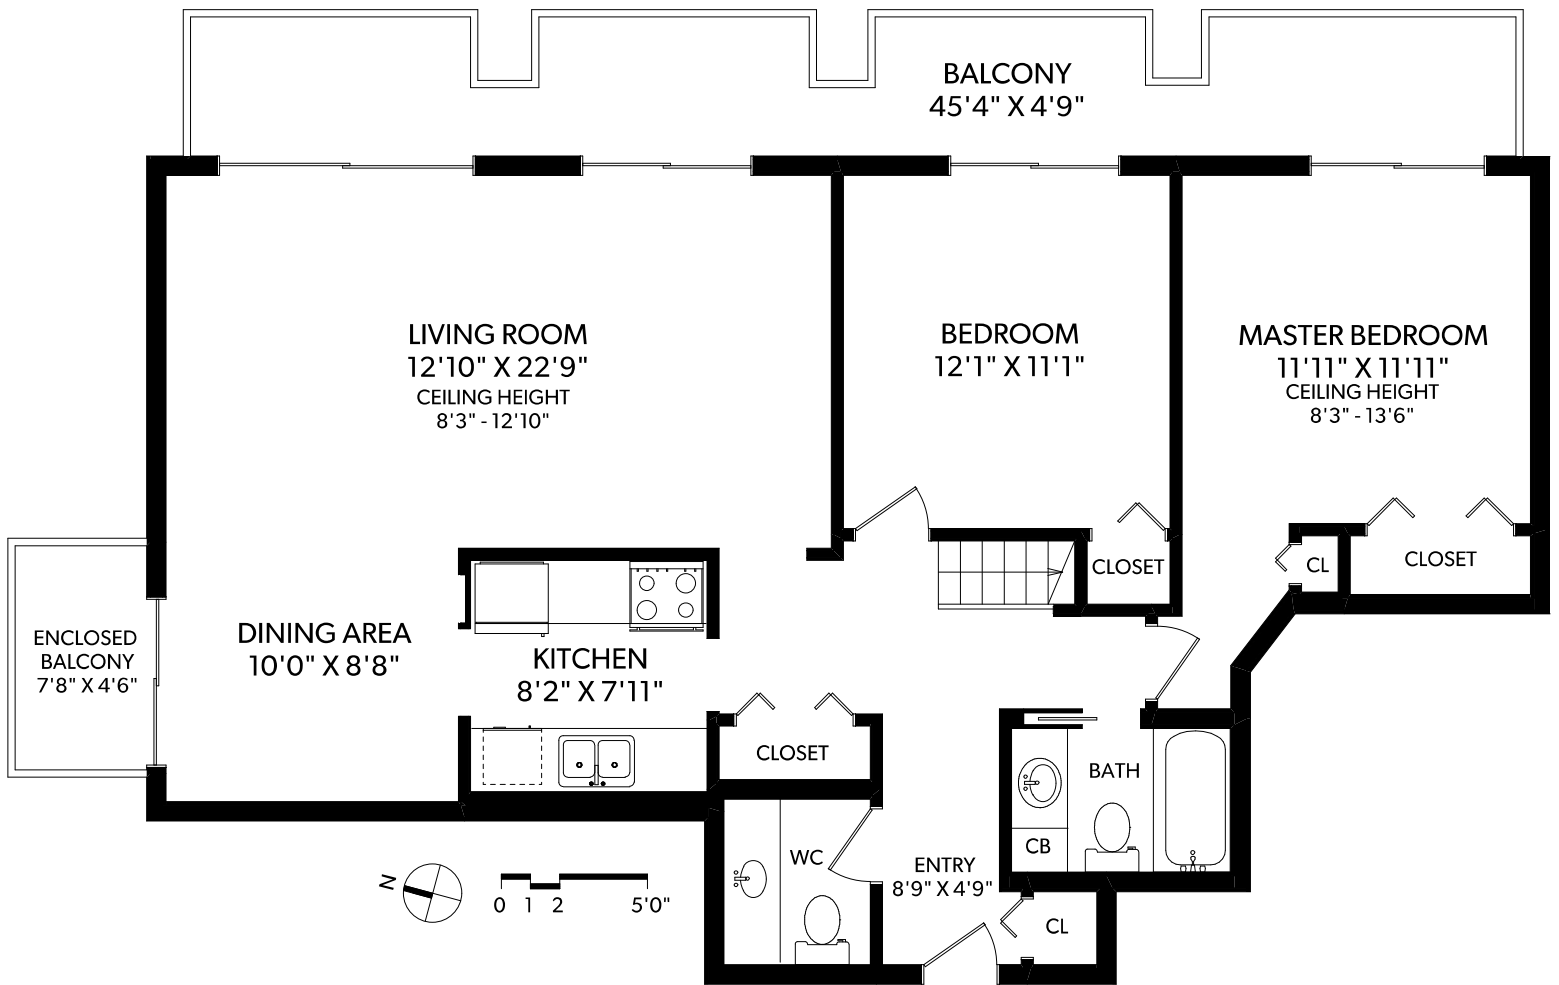 BALCONY
45'4" X 4'9"
LIVING ROOM
12'10" X 22'9"
CEILING HEIGHT
8'3" - 12'10"
BEDROOM
12'1" X 11'1"
MASTER BEDROOM
11'11" X 11'11"
CEILING HEIGHT
8'3" - 13'6"
CLOSET
CL
CLOSET
ENCLOSED
BALCONY
7'8" X 4'6"
DINING AREA
10'0" X 8'8"
KITCHEN
8'2" X 7'11"
CLOSET
BATH
CB
WC
ENTRY
8'9" X 4'9"
CL
N
0 1 2 5'0"